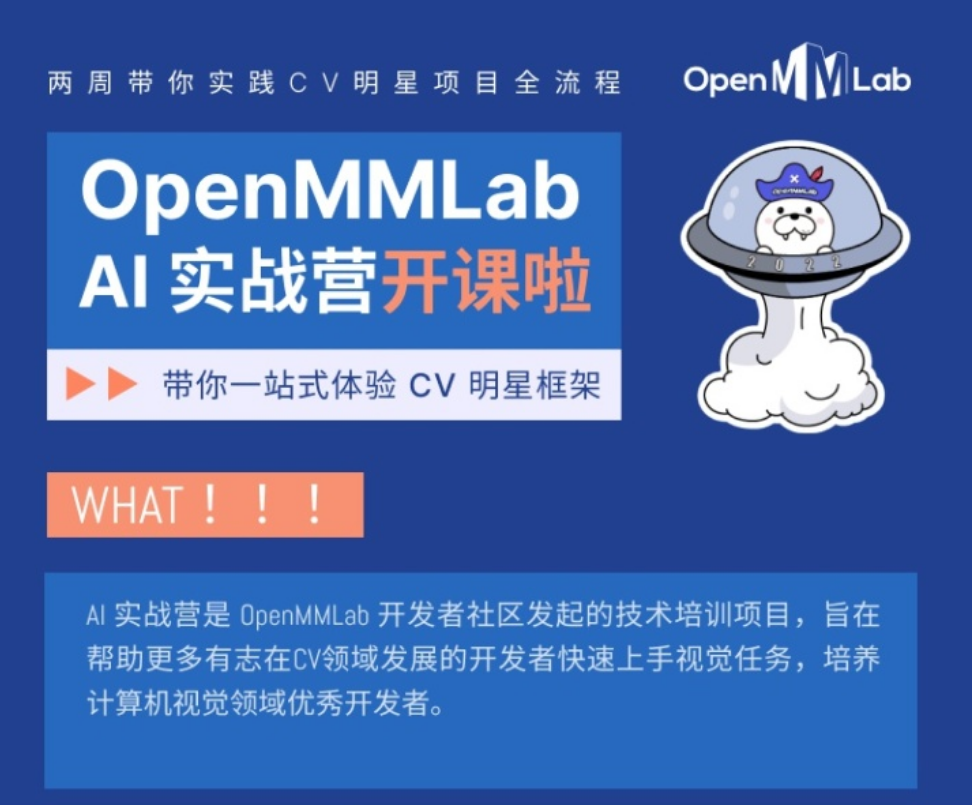 两周带你实践CV明星项目全流程
OpenMMLab
OpenMMLab
AI 实战营开课啦
OPENMMLAB
2022
带你一站式体验 CV 明星框架
WHAT！！！
AI 实战营是 OpenMMLab 开发者社区发起的技术培训项目，旨在
帮助更多有志在CV领域发展的开发者快速上手视觉任务，培养
计算机视觉领域优秀开发者。